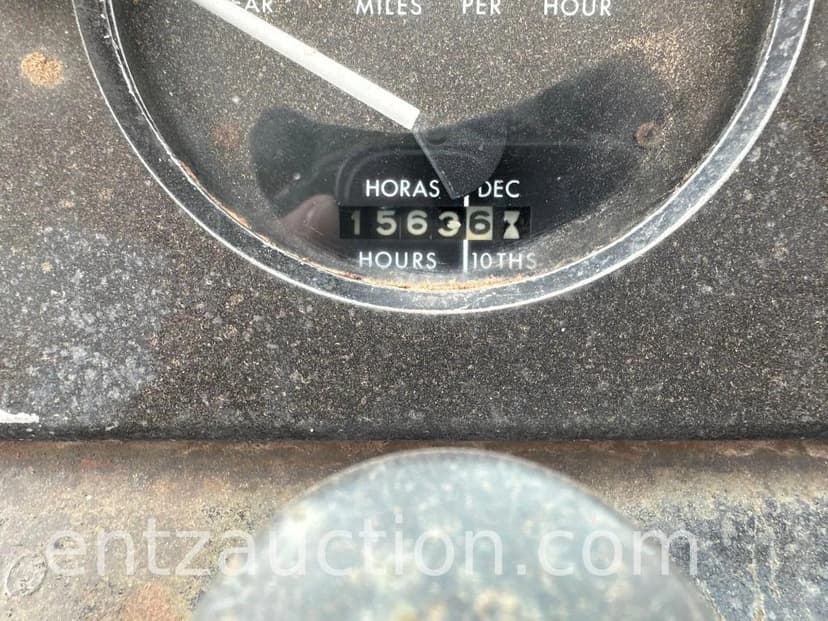 MILES PER HOUR
HORAS DEC
15636
HOURS 10THS
entzauction.com